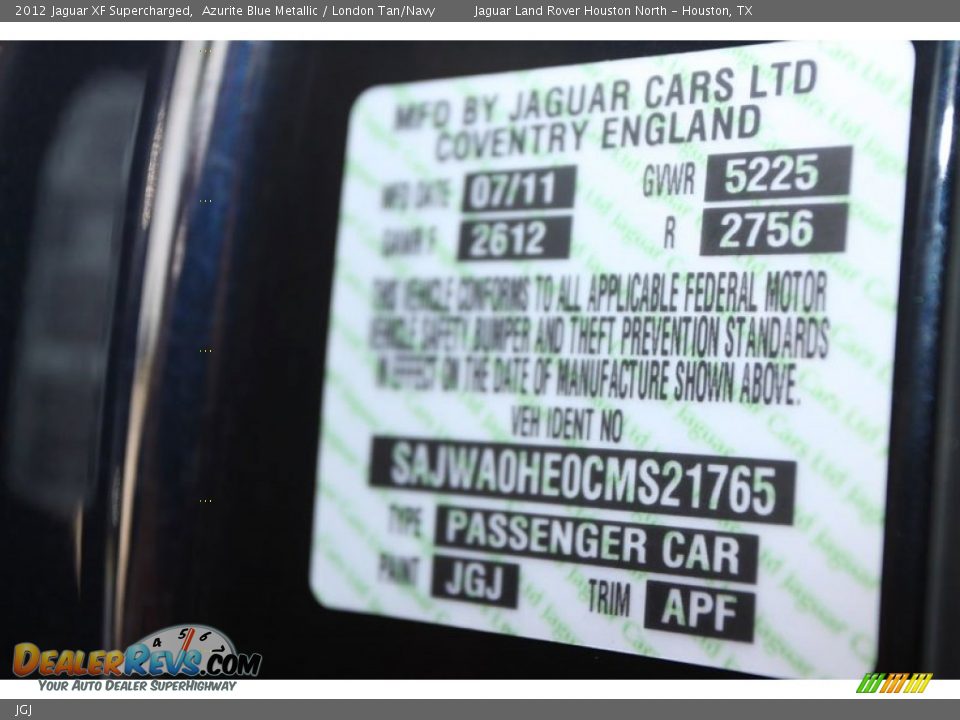 2012 Jaguar XF Supercharged, Azurite Blue Metallic / London Tan/Navy Jaguar Land Rover Houston North - Houston, TX
MFD BY JAGUAR CARS LTD
COVENTRY ENGLAND
MFD DATE 07/11 GVWR 5225
GAWR F 2612 R 2756
THIS VEHICLE CONFORMS TO ALL APPLICABLE FEDERAL MOTOR
VEHICLE SAFETY BUMPER AND THEFT PREVENTION STANDARDS
IN EFFECT ON THE DATE OF MANUFACTURE SHOWN ABOVE.
VEH IDENT NO
SAJWA0HE0CMS21765
TYPE PASSENGER CAR
PAINT JGJ TRIM APF
4 5 6
DEALERREVS.COM
YOUR AUTO DEALER SUPERHIGHWAY
JGJ